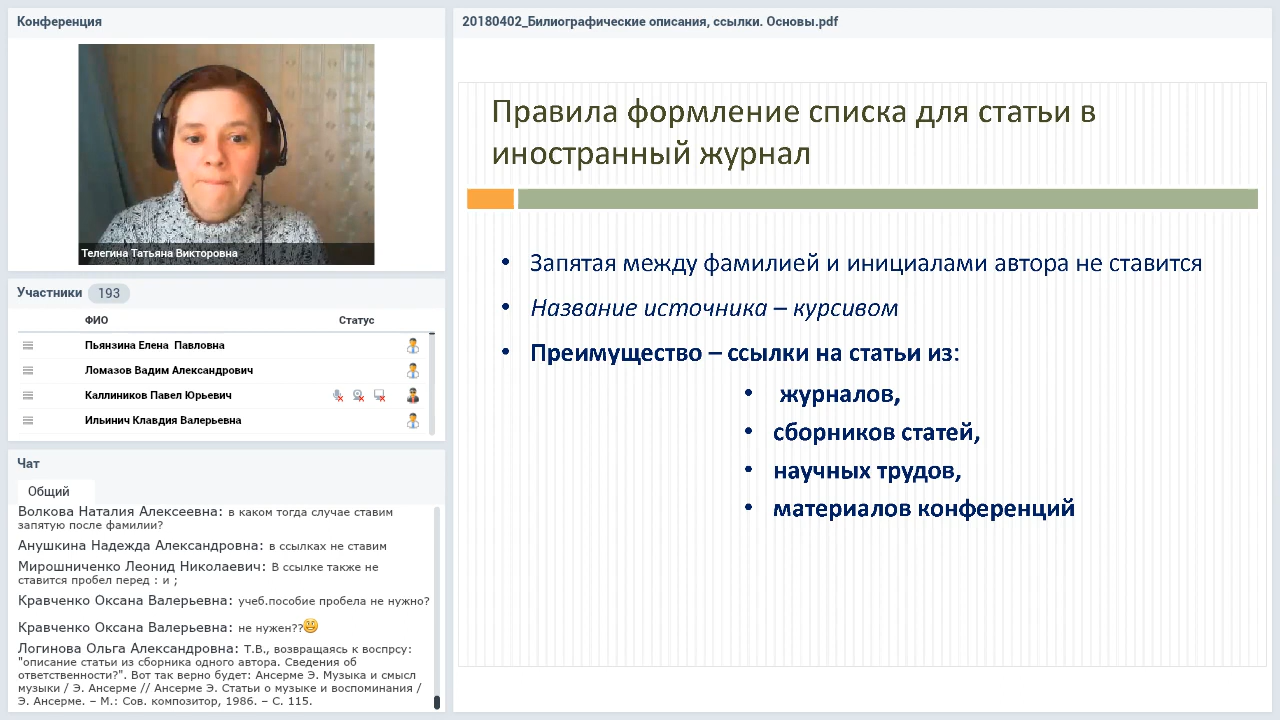 Конференция
Телегина Татьяна Викторовна
Участники 193
ФИО Статус
Пьянзина Елена Павловна
Ломазов Вадим Александрович
Каллиников Павел Юрьевич
Ильинич Клавдия Валерьевна
Чат
Общий
Волкова Наталия Алексеевна: в каком тогда случае ставим
запятую после фамилии?
Анушкина Надежда Александровна: в ссылках не ставим
Мирошниченко Леонид Николаевич: В ссылке также не
ставится пробел перед : и ;
Кравченко Оксана Валерьевна: учеб.пособие пробела не нужно?
Кравченко Оксана Валерьевна: не нужен??
Логинова Ольга Александровна: Т.В., возвращаясь к воспрсу:
"описание статьи из сборника одного автора. Сведения об
ответственности?". Вот так верно будет: Ансерме Э. Музыка и смысл
музыки / Э. Ансерме // Ансерме Э. Статьи о музыке и воспоминания /
Э. Ансерме. – М.: Сов. композитор, 1986. – С. 115.
20180402_Билиографические описания, ссылки. Основы.pdf
Правила формление списка для статьи в
иностранный журнал
• Запятая между фамилией и инициалами автора не ставится
• Название источника – курсивом
• Преимущество – ссылки на статьи из:
• журналов,
• сборников статей,
• научных трудов,
• материалов конференций